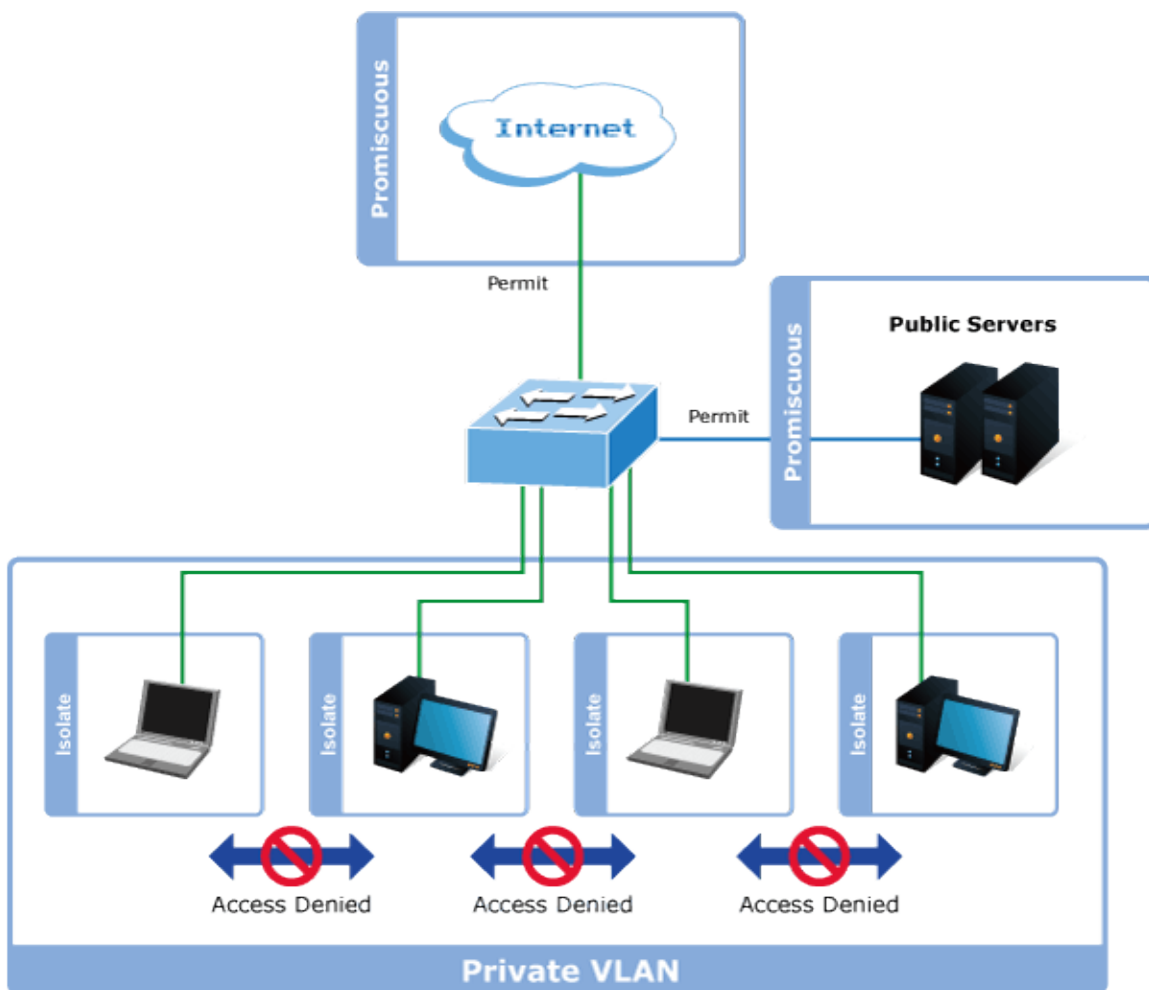 Promiscuous
Internet
Permit
Promiscuous
Public Servers
Permit
Isolate
Isolate
Isolate
Isolate
Access Denied
Access Denied
Access Denied
Private VLAN